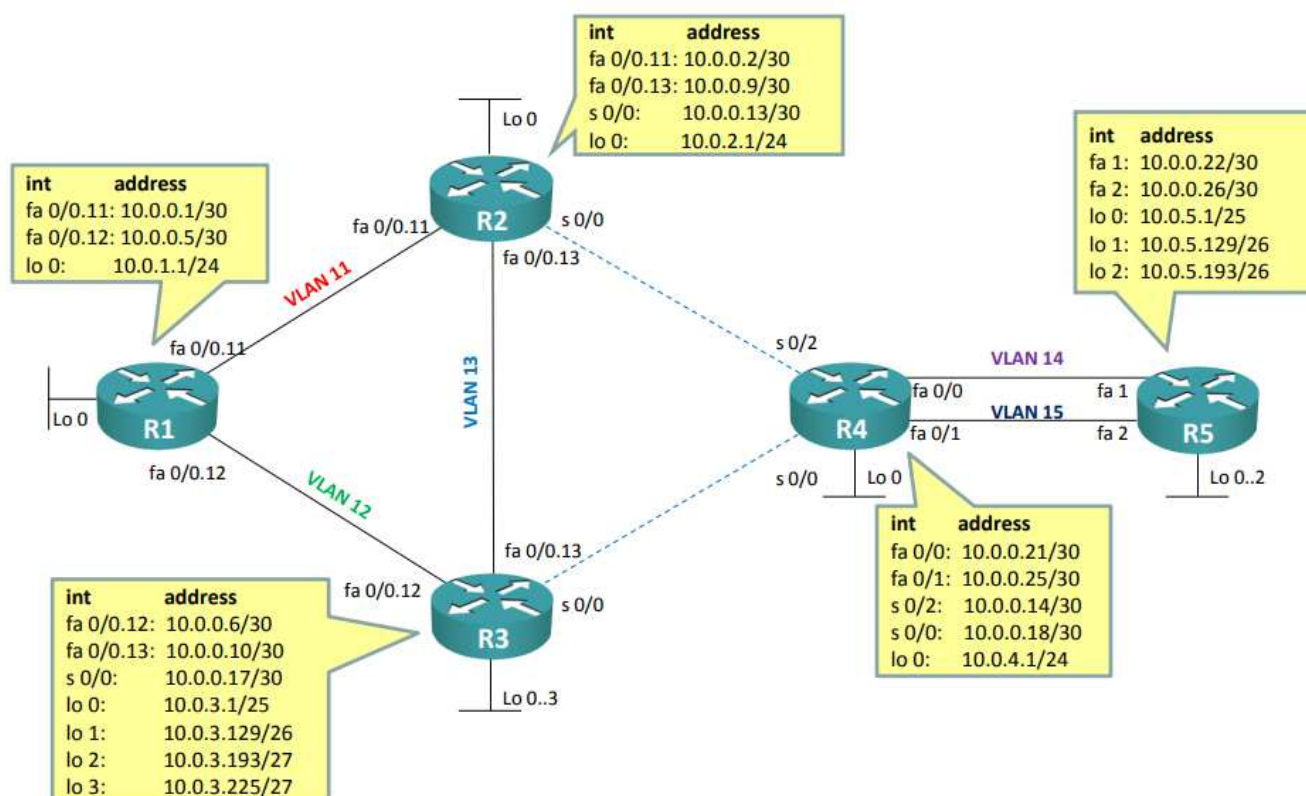 int address
fa 0/0.11: 10.0.0.2/30
fa 0/0.13: 10.0.0.9/30
s 0/0: 10.0.0.13/30
lo 0: 10.0.2.1/24
Lo 0
R2
fa 0/0.11
s 0/0
fa 0/0.13
int address
fa 1: 10.0.0.22/30
fa 2: 10.0.0.26/30
lo 0: 10.0.5.1/25
lo 1: 10.0.5.129/26
lo 2: 10.0.5.193/26
int address
fa 0/0.11: 10.0.0.1/30
fa 0/0.12: 10.0.0.5/30
lo 0: 10.0.1.1/24
VLAN 11
fa 0/0.11
Lo 0
R1
fa 0/0.12
VLAN 13
s 0/2
VLAN 14
fa 0/0
fa 1
R4
VLAN 15
fa 0/1
fa 2
R5
s 0/0
Lo 0
Lo 0..2
VLAN 12
int address
fa 0/0: 10.0.0.21/30
fa 0/1: 10.0.0.25/30
s 0/2: 10.0.0.14/30
s 0/0: 10.0.0.18/30
lo 0: 10.0.4.1/24
fa 0/0.13
fa 0/0.12
s 0/0
R3
Lo 0..3
int address
fa 0/0.12: 10.0.0.6/30
fa 0/0.13: 10.0.0.10/30
s 0/0: 10.0.0.17/30
lo 0: 10.0.3.1/25
lo 1: 10.0.3.129/26
lo 2: 10.0.3.193/27
lo 3: 10.0.3.225/27